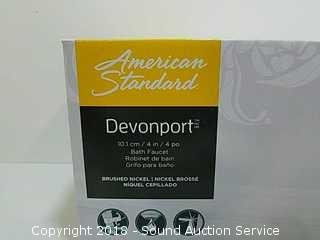 American
Standard
Devonport
10.1 cm / 4 in / 4 po
Bath Faucet
Robinet de bain
Grifo para baño
BRUSHED NICKEL | NICKEL BROSSÉ
NÍQUEL CEPILLADO
Copyright 2018 - Sound Auction Service